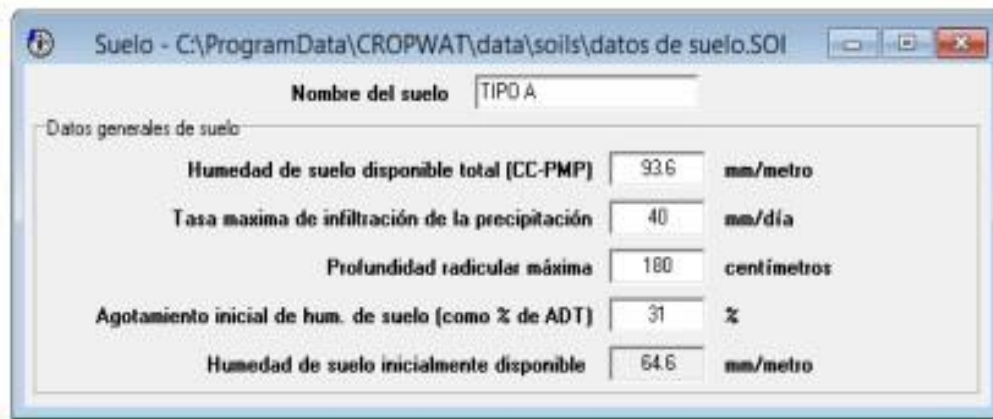 Suelo - C:\ProgramData\CROPWAT\data\soils\datos de suelo.SOI
Nombre del suelo TIPO A
Datos generales de suelo
Humedad de suelo disponible total (CC-PMP) 93.6 mm/metro
Tasa maxima de infiltración de la precipitación 40 mm/día
Profundidad radicular máxima 180 centímetros
Agotamiento inicial de hum. de suelo (como % de ADT) 31 %
Humedad de suelo inicialmente disponible 64.6 mm/metro